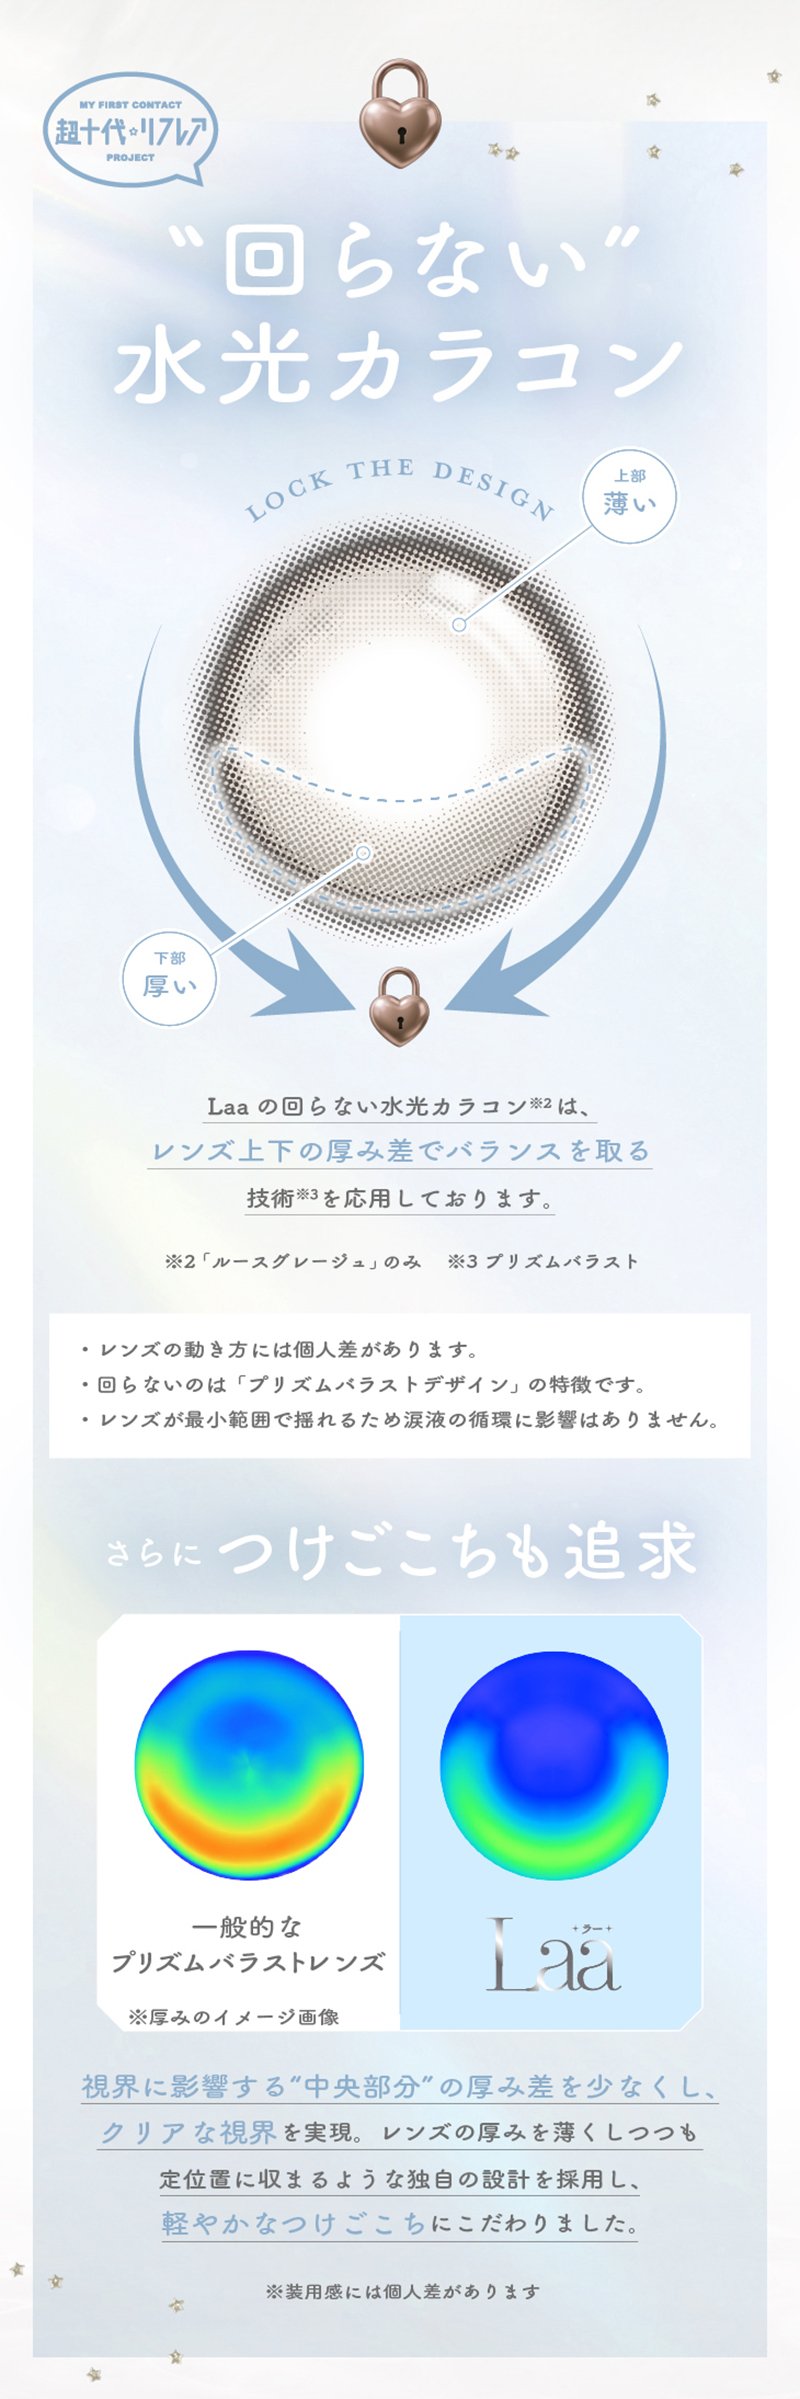 MY FIRST CONTACT
超十代☆リフレア
PROJECT
“回らない”
水光カラコン
LOCK THE DESIGN
上部
薄い
下部
厚い
Laa の回らない水光カラコン※2 は、
レンズ上下の厚み差でバランスを取る
技術※3を応用しております。
※2「ルースグレージュ」のみ ※3 プリズムバラスト
・レンズの動き方には個人差があります。
・回らないのは「プリズムバラストデザイン」の特徴です。
・レンズが最小範囲で揺れるため涙液の循環に影響はありません。
さらに つけごこちも追求
一般的な
プリズムバラストレンズ
※厚みのイメージ画像
ラー
Laa
視界に影響する“中央部分”の厚み差を少なくし、
クリアな視界を実現。レンズの厚みを薄くしつつも
定位置に収まるような独自の設計を採用し、
軽やかなつけごこちにこだわりました。
※装用感には個人差があります